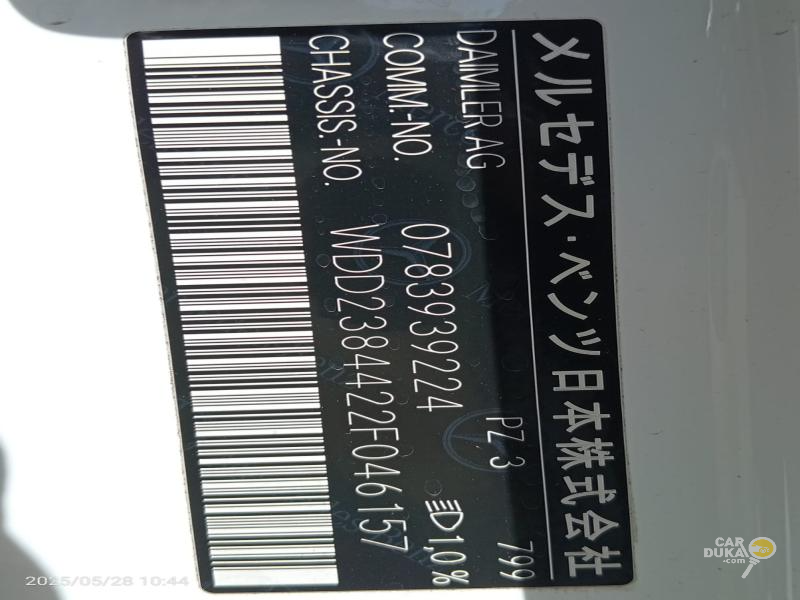 メルセデス・ベンツ日本株式会社
DAIMLER AG PZ 3 799
COMM.-NO. 0783939224 1,0%
CHASSIS.-NO. WDD2384422F046157
2025/05/28 10:44
CAR DUKA .com